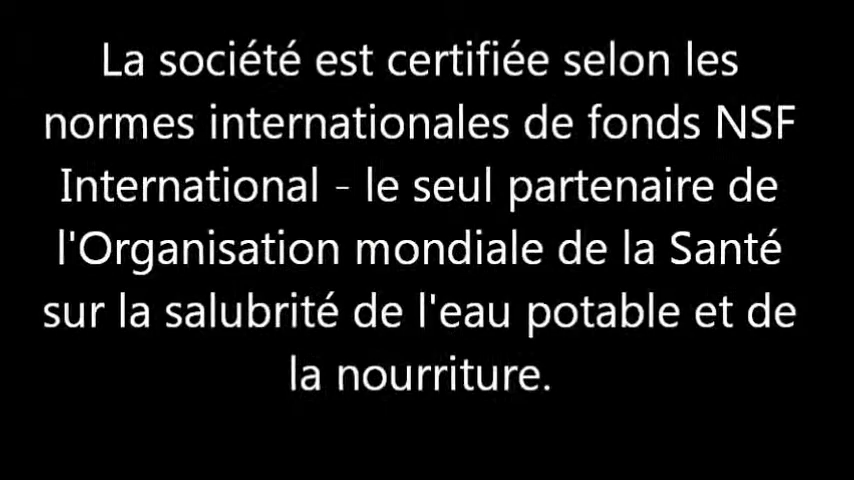 La société est certifiée selon les
normes internationales de fonds NSF
International - le seul partenaire de
l'Organisation mondiale de la Santé
sur la salubrité de l'eau potable et de
la nourriture.